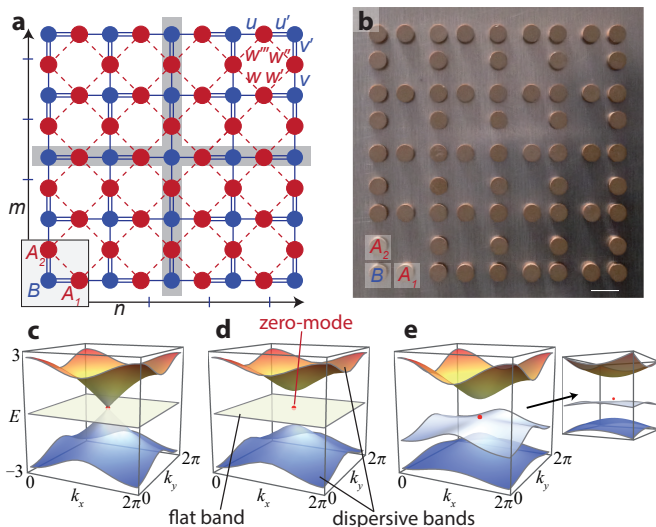 a
u u'
v'
w''' w''
w w'
v
m
A2
B
A1
n
b
A2
B A1
c
d
zero-mode
e
3
E
−3
kx
0
2π
ky
2π
0
kx
0
2π
ky
2π
0
kx
0
2π
ky
2π
flat band
dispersive bands